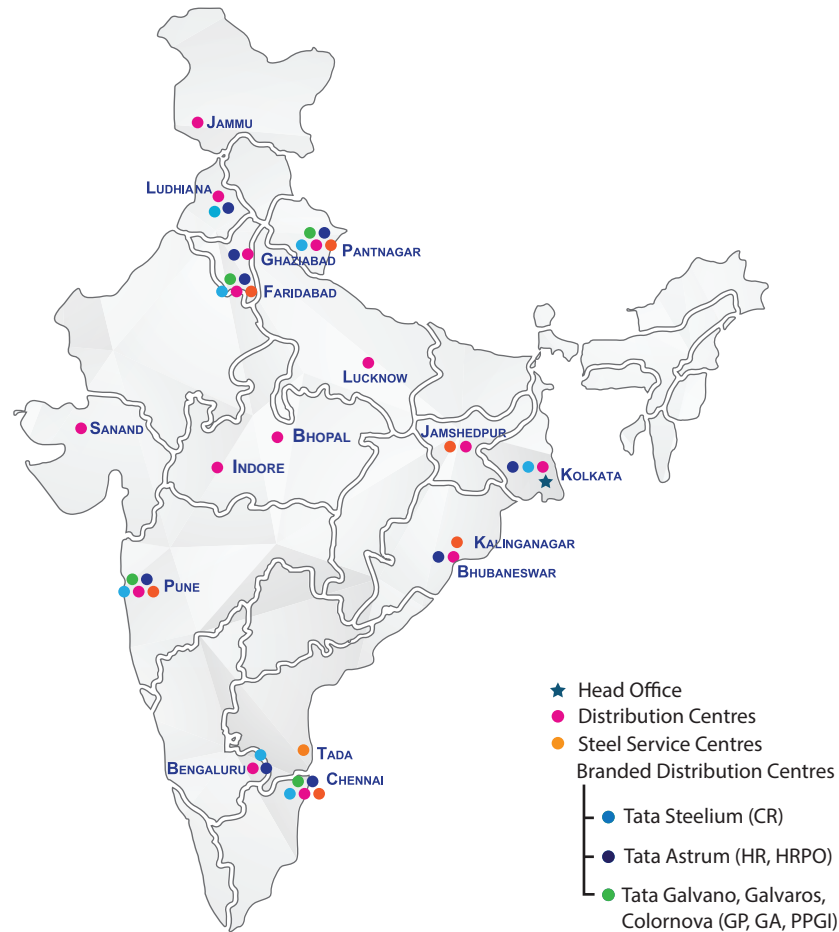 JAMMU
LUDHIANA
PANTNAGAR
GHAZIABAD
FARIDABAD
LUCKNOW
SANAND
BHOPAL
JAMSHEDPUR
INDORE
KOLKATA
KALINGANAGAR
BHUBANESWAR
PUNE
TADA
BENGALURU
CHENNAI
Head Office
Distribution Centres
Steel Service Centres
Branded Distribution Centres
Tata Steelium (CR)
Tata Astrum (HR, HRPO)
Tata Galvano, Galvaros,
Colornova (GP, GA, PPGI)